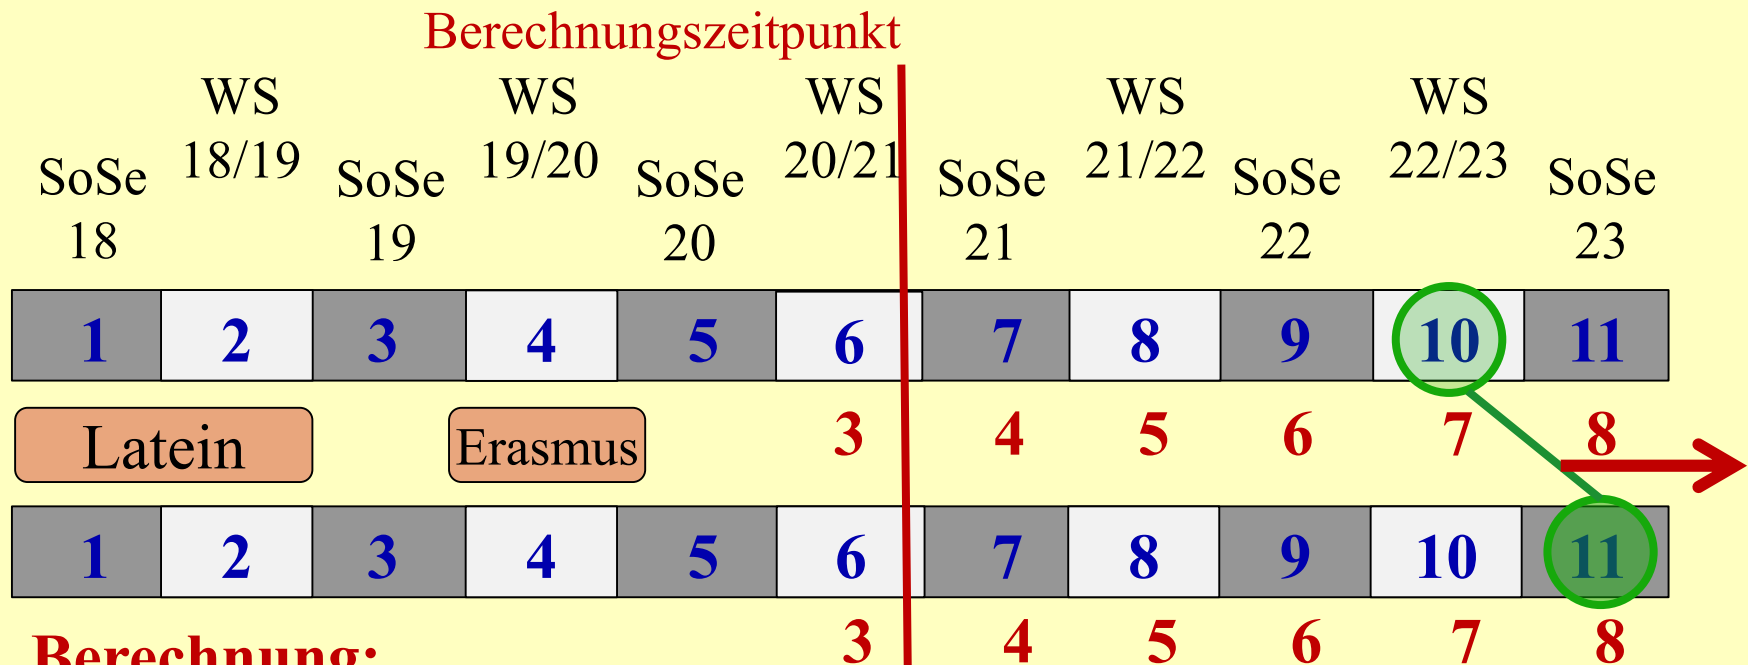 Berechnungszeitpunkt
WS WS WS WS WS
18/19 19/20 20/21 21/22 22/23
SoSe SoSe SoSe SoSe SoSe SoSe
18 19 20 21 22 23
1 2 3 4 5 6 7 8 9 10 11
Latein Erasmus 3 4 5 6 7 8
1 2 3 4 5 6 7 8 9 10 11
3 4 5 6 7 8
Berechnung: